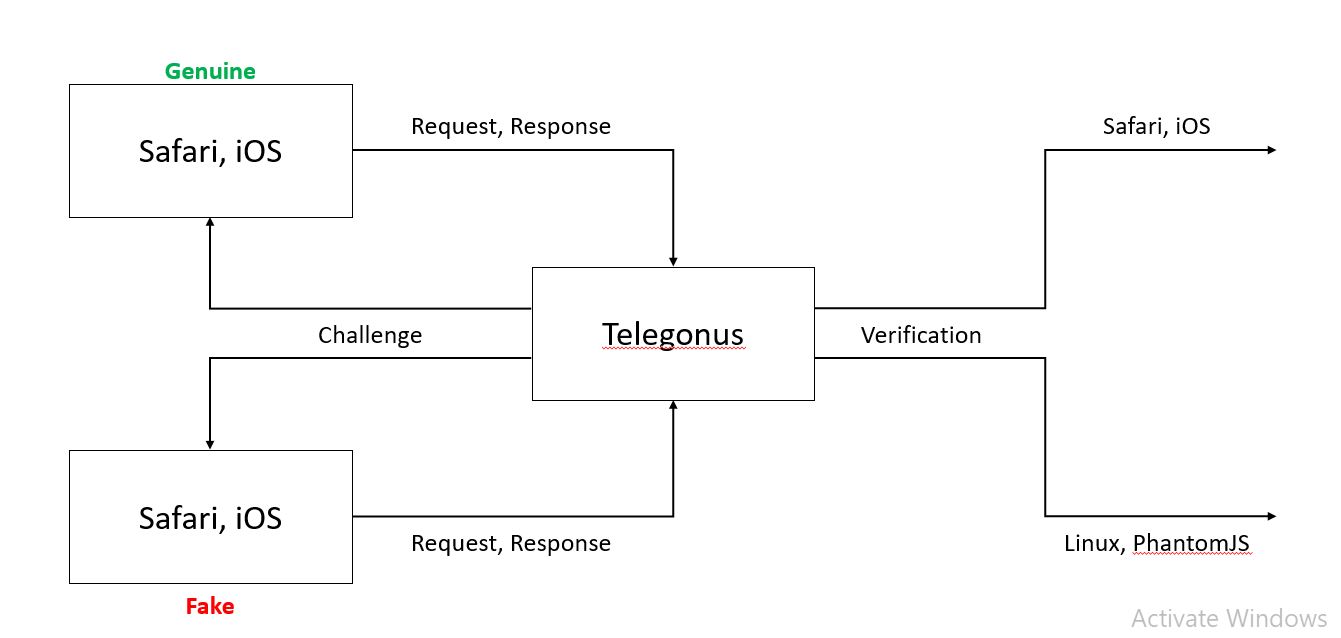 Genuine
Safari, iOS
Request, Response
Safari, iOS
Challenge
Telegonus
Verification
Safari, iOS
Request, Response
Linux, PhantomJS
Fake
Activate Windows